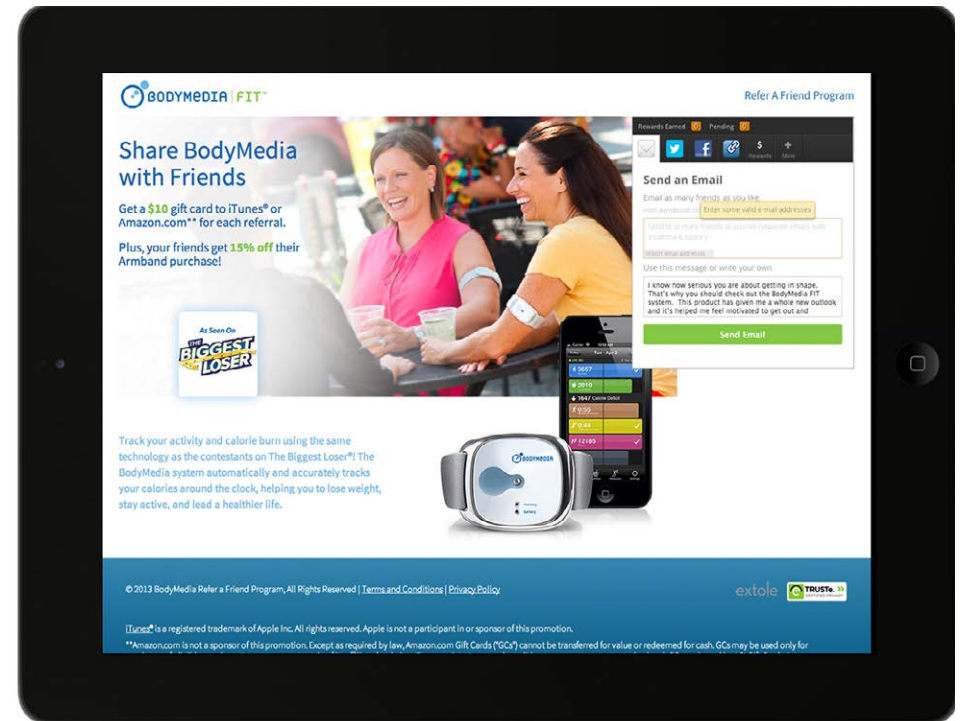 BODYMEDIA | FIT™
Refer A Friend Program
Share BodyMedia
with Friends
Get a $10 gift card to iTunes® or
Amazon.com** for each referral.
Plus, your friends get 15% off their
Armband purchase!
As Seen On
THE
BIGGEST
LOSER
Rewards Earned 0 Pending 0
$ +
Rewards More
Send an Email
Email as many friends as you like
Enter some valid e-mail addresses
Use this message or write your own.
I know how serious you are about getting in shape.
That's why you should check out the BodyMedia FIT
system. This product has given me a whole new outlook
and it's helped me feel motivated to get out and
Send Email
1647 Calorie Deficit
12185
BODYMEDIA
Track your activity and calorie burn using the same
technology as the contestants on The Biggest Loser®! The
BodyMedia system automatically and accurately tracks
your calories around the clock, helping you to lose weight,
stay active, and lead a healthier life.
© 2013 BodyMedia Refer a Friend Program, All Rights Reserved | Terms and Conditions | Privacy Policy
extole
TRUSTe
iTunes® is a registered trademark of Apple Inc. All rights reserved. Apple is not a participant in or sponsor of this promotion.
**Amazon.com is not a sponsor of this promotion. Except as required by law, Amazon.com Gift Cards ("GCs") cannot be transferred for value or redeemed for cash. GCs may be used only for